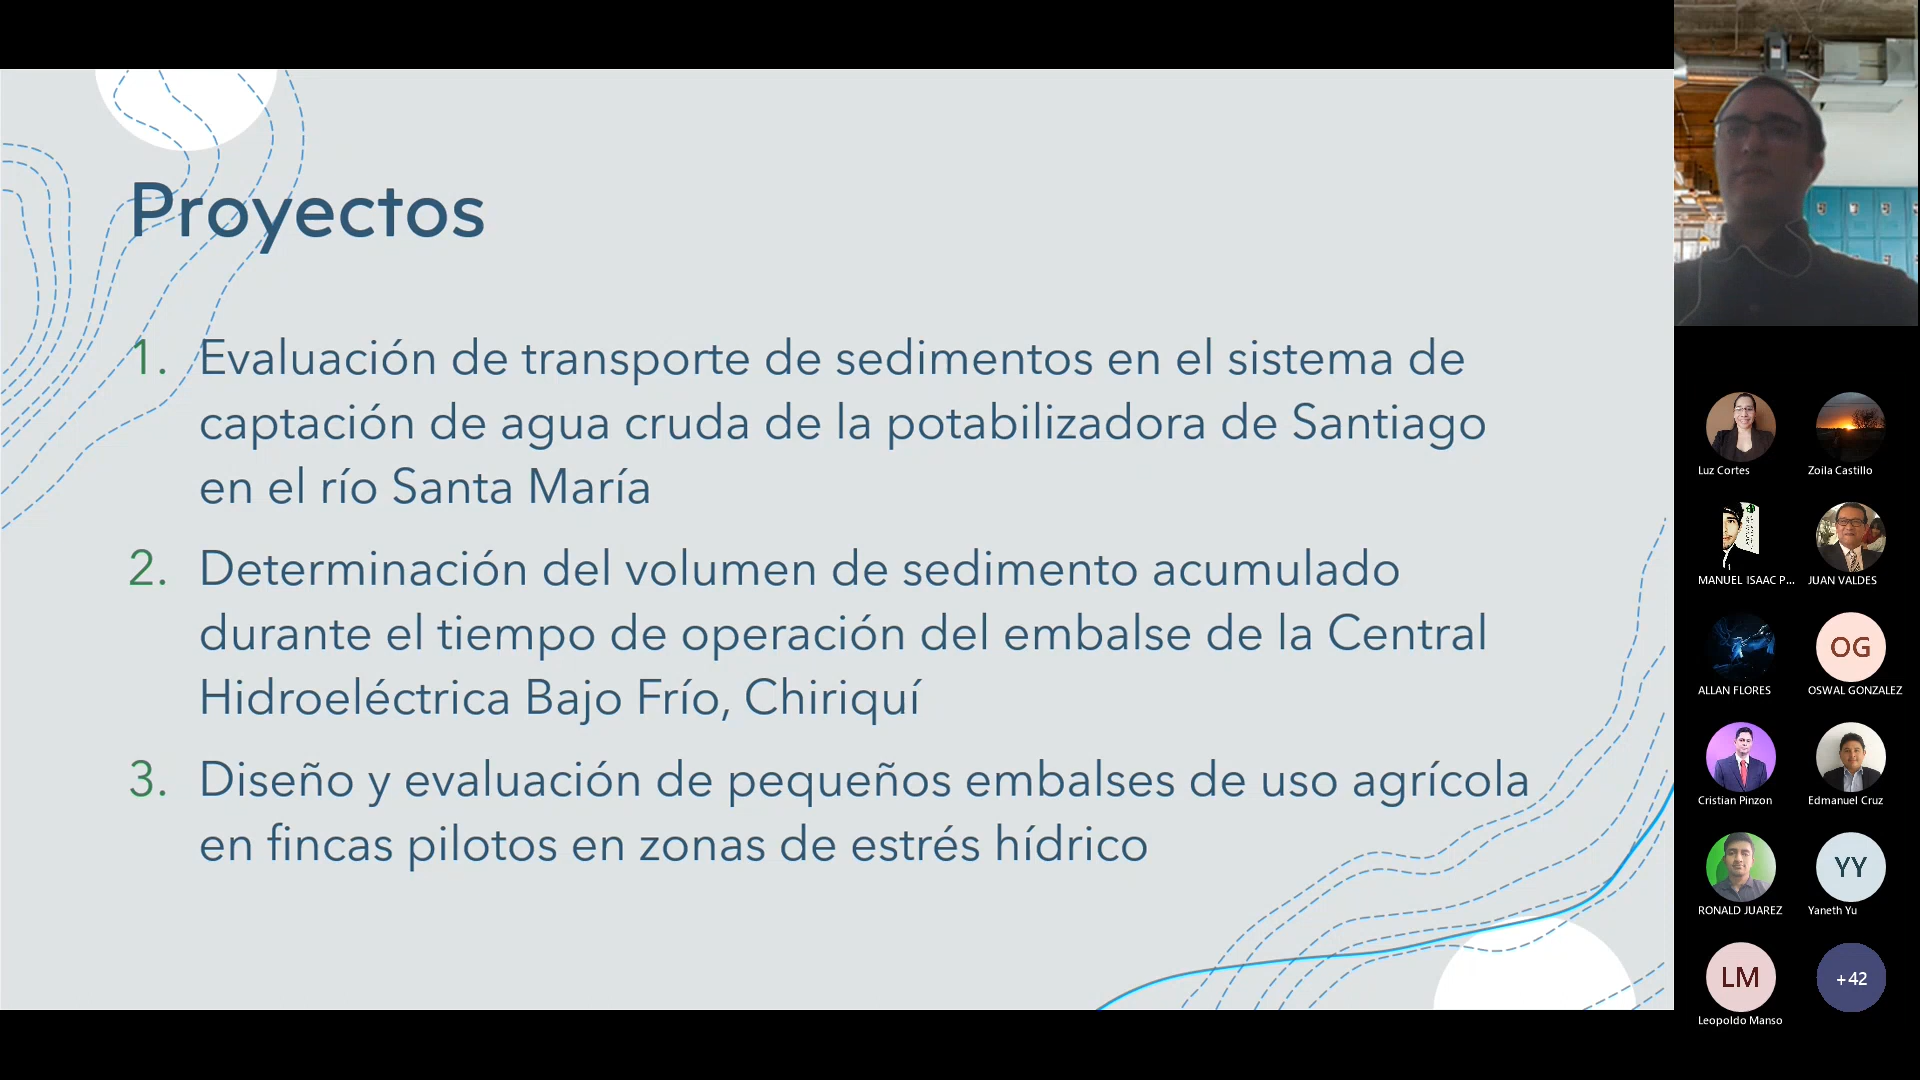 Proyectos
1. Evaluación de transporte de sedimentos en el sistema de
captación de agua cruda de la potabilizadora de Santiago
en el río Santa María
2. Determinación del volumen de sedimento acumulado
durante el tiempo de operación del embalse de la Central
Hidroeléctrica Bajo Frío, Chiriquí
3. Diseño y evaluación de pequeños embalses de uso agrícola
en fincas pilotos en zonas de estrés hídrico
Luz Cortes
Zoila Castillo
MANUEL ISAAC P...
JUAN VALDES
ALLAN FLORES
OG
OSWAL GONZALEZ
Cristian Pinzon
Edmanuel Cruz
RONALD JUAREZ
YY
Yaneth Yu
LM
Leopoldo Manso
+42